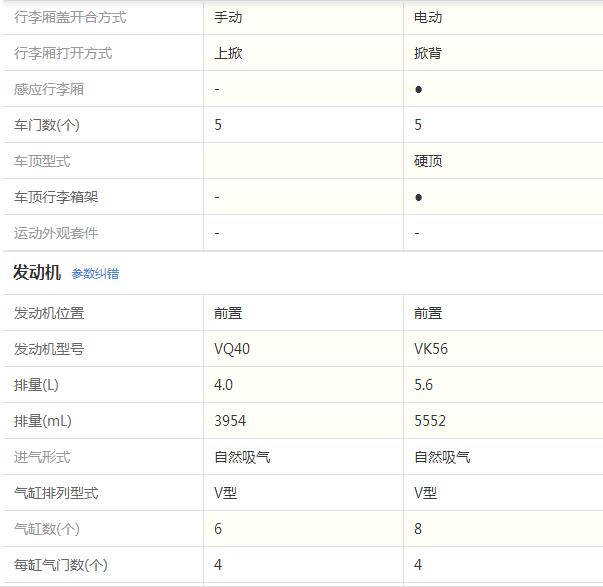 行李厢盖开合方式 手动 电动
行李厢打开方式 上掀 掀背
感应行李厢 - ●
车门数(个) 5 5
车顶型式 硬顶
车顶行李箱架 - ●
运动外观套件 - -
发动机 参数纠错
发动机位置 前置 前置
发动机型号 VQ40 VK56
排量(L) 4.0 5.6
排量(mL) 3954 5552
进气形式 自然吸气 自然吸气
气缸排列型式 V型 V型
气缸数(个) 6 8
每缸气门数(个) 4 4